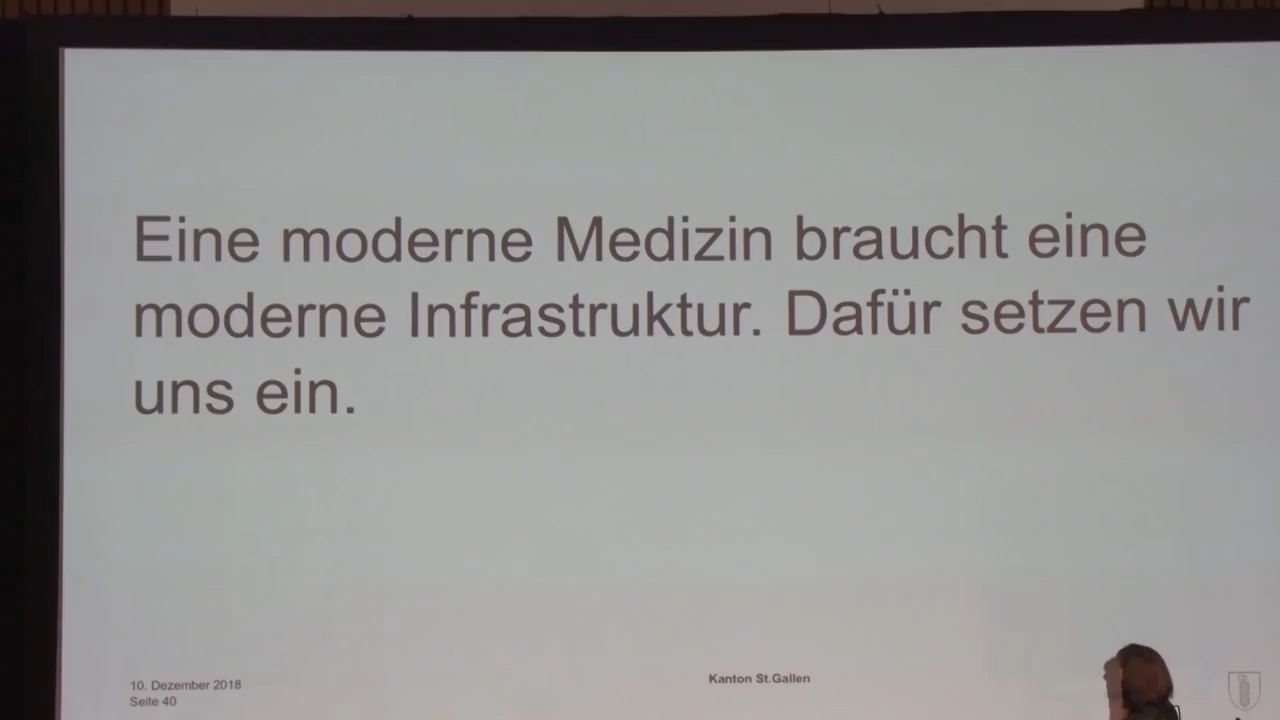 Eine moderne Medizin braucht eine
moderne Infrastruktur. Dafür setzen wir
uns ein.
10. Dezember 2018
Seite 40
Kanton St.Gallen